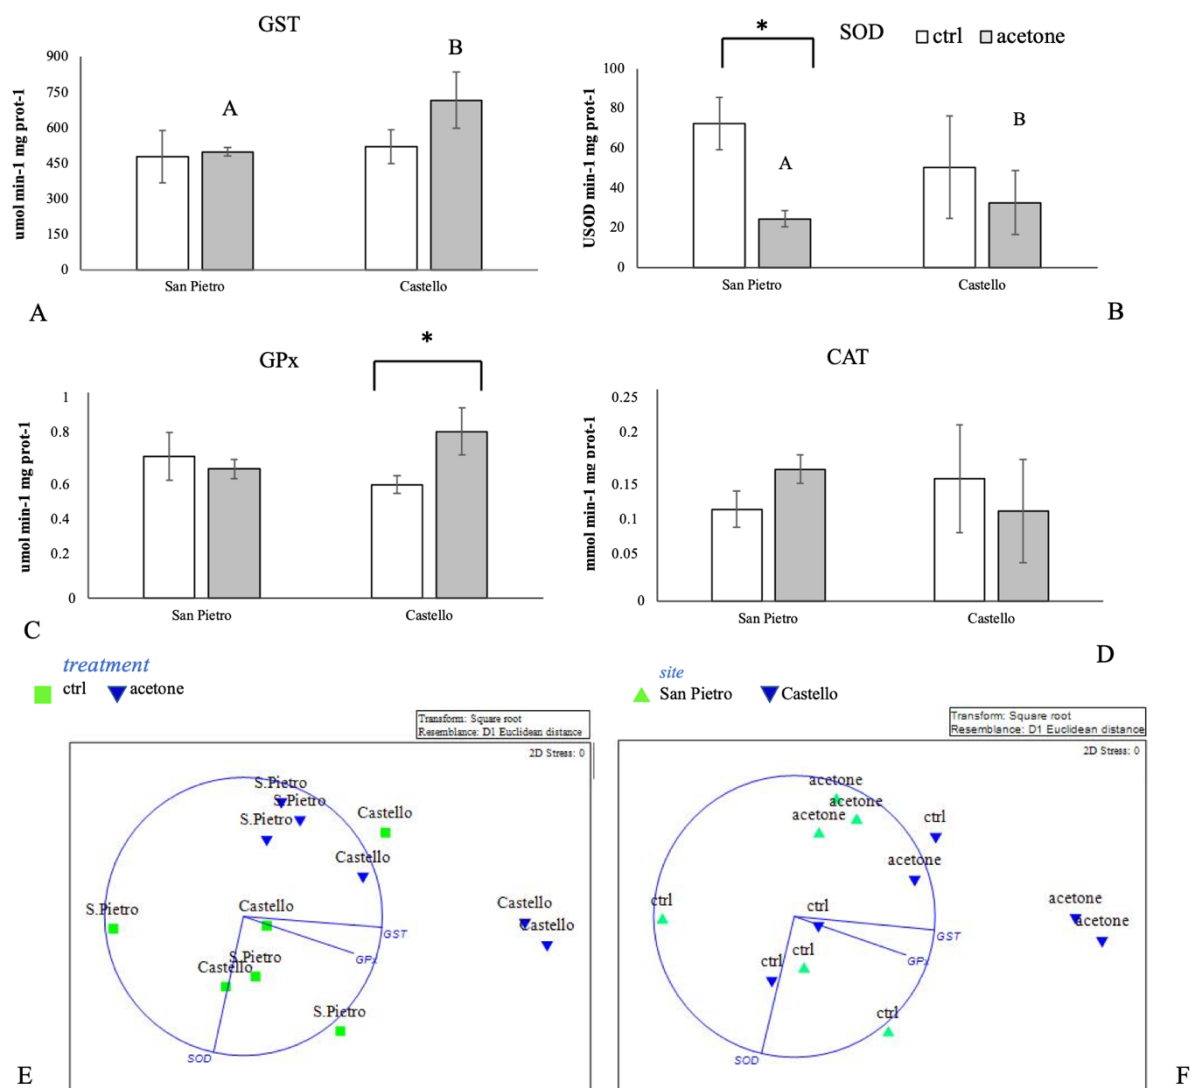 GST
B
A
900
750
600
450
300
150
0
umol min-1 mg prot-1
San Pietro
Castello
A
*
SOD
ctrl
acetone
B
A
100
80
60
40
20
0
USOD min-1 mg prot-1
San Pietro
Castello
B
GPx
*
1
0.8
0.6
0.4
0.2
0
umol min-1 mg prot-1
San Pietro
Castello
C
CAT
0.25
0.2
0.15
0.1
0.05
0
mmol min-1 mg prot-1
San Pietro
Castello
D
treatment
ctrl
acetone
Transform: Square root
Resemblance: D1 Euclidean distance
2D Stress: 0
S.Pietro
S.Pietro
S.Pietro
Castello
Castello
S.Pietro
Castello
Castello
Castello
GST
GPx
Castello
S.Pietro
S.Pietro
SOD
E
site
San Pietro
Castello
Transform: Square root
Resemblance: D1 Euclidean distance
2D Stress: 0
acetone
acetone
acetone
ctrl
acetone
ctrl
ctrl
acetone
acetone
GST
GPx
ctrl
ctrl
ctrl
SOD
F